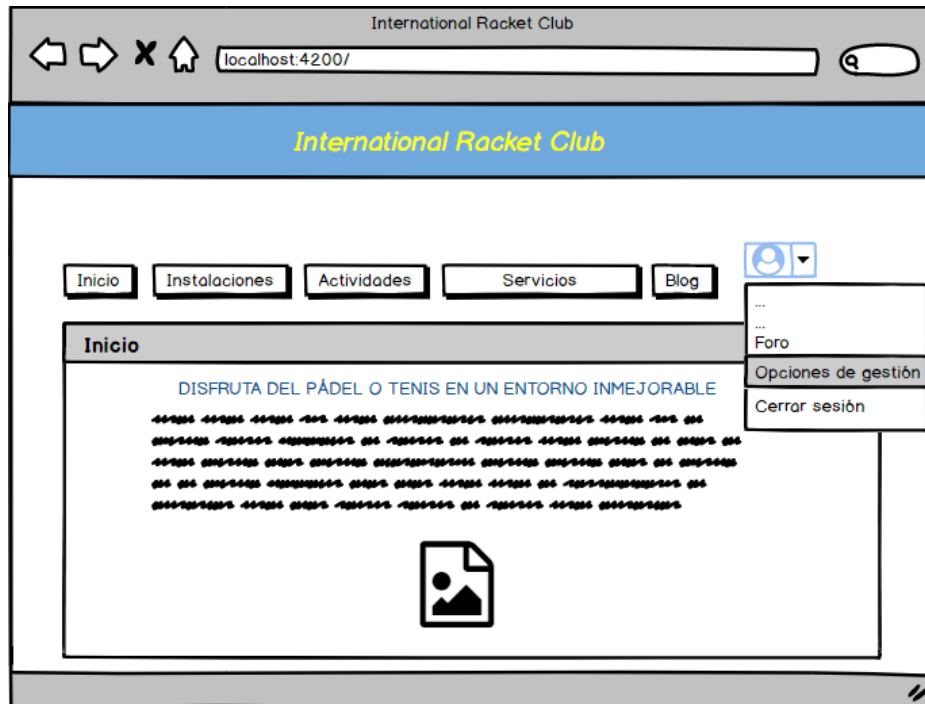 International Racket Club
localhost:4200/
International Racket Club
Inicio
Instalaciones
Actividades
Servicios
Blog
...
...
Foro
Opciones de gestión
Cerrar sesión
Inicio
DISFRUTA DEL PÁDEL O TENIS EN UN ENTORNO INMEJORABLE